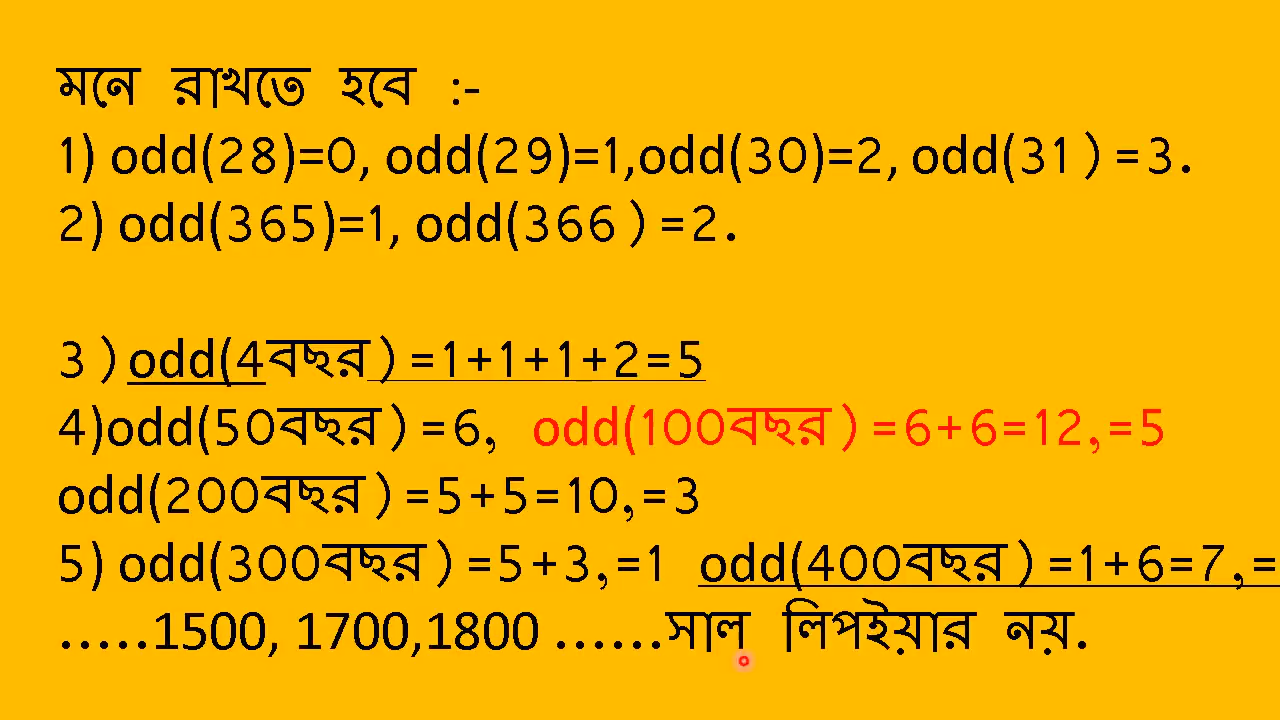 মনে রাখতে হবে :-
1) odd(28)=0, odd(29)=1,odd(30)=2, odd(31)=3.
2) odd(365)=1, odd(366)=2.
3)odd(4বছর)=1+1+1+2=5
4)odd(50বছর)=6, odd(100বছর)=6+6=12,=5
odd(200বছর)=5+5=10,=3
5) odd(300বছর)=5+3,=1 odd(400বছর)=1+6=7,=
.....1500, 1700,1800 ......সাল লিপইয়ার নয়.